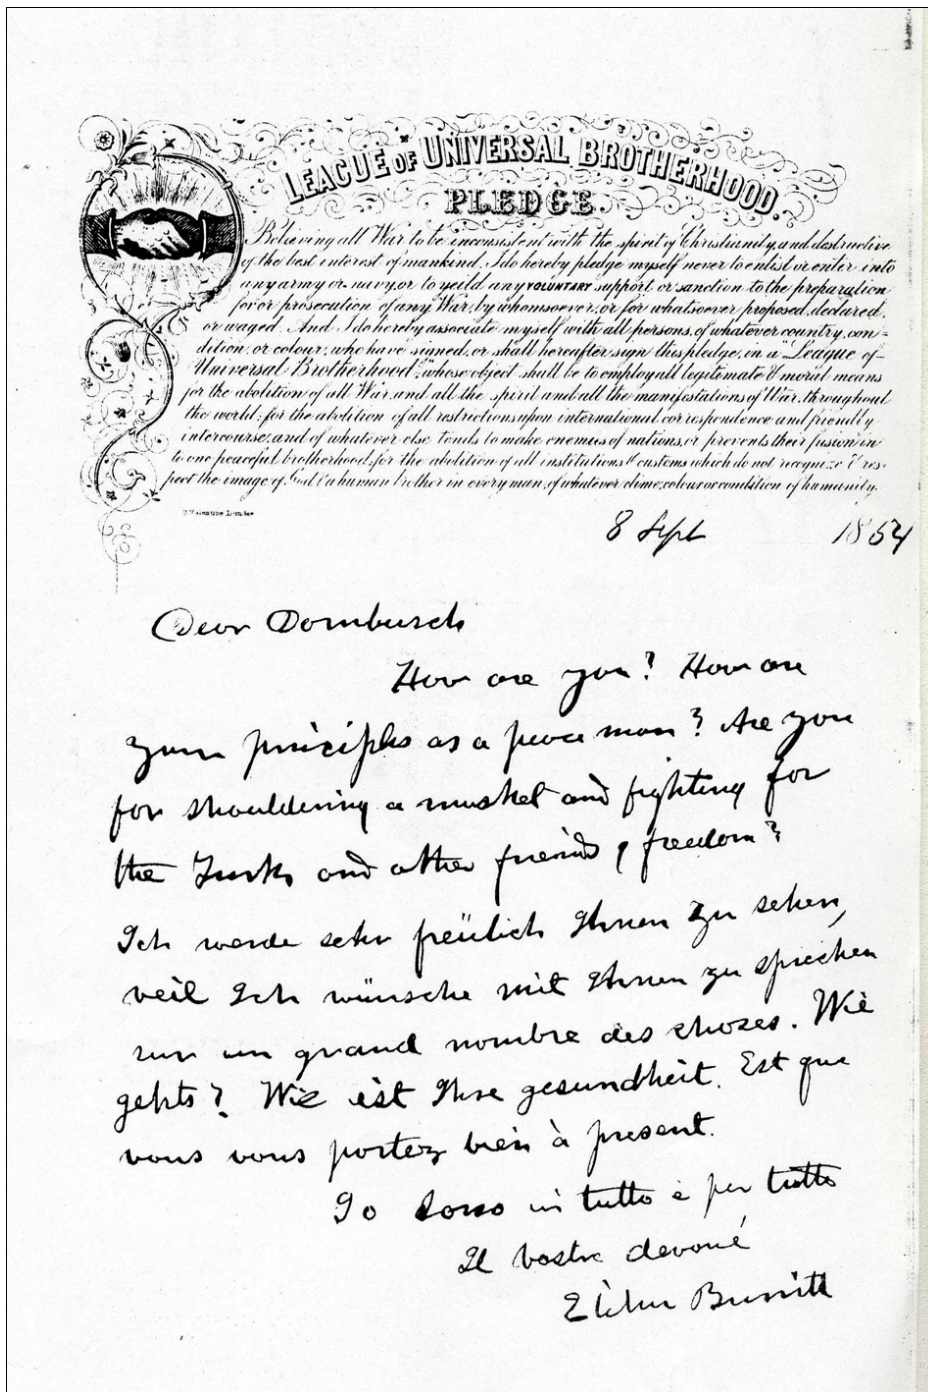 LEAGUE OF UNIVERSAL BROTHERHOOD.
PLEDGE
Believing all War to be inconsistent with the spirit of Christianity, and destructive
of the best interest of mankind, I do hereby pledge myself never to enlist or enter into
any army or navy, or to yeild any VOLUNTARY support or sanction to the preparation
for or prosecution of any War, by whomsoever, or for whatsoever proposed, declared,
or waged. And I do hereby associate myself with all persons, of whatever country, con=
dition, or colour, who have signed, or shall hereafter sign this pledge, in a "League of
Universal Brotherhood", whose object shall be to employ all legitimate & moral means
for the abolition of all War, and all the spirit and all the manifestations of War, throughout
the world; for the abolition of all restrictions upon international correspondence and friendly
intercourse, and of whatever else tends to make enemies of nations, or prevents their fusion in
to one peaceful brotherhood; for the abolition of all institutions & customs which do not recognize & res-
pect the image of God & a human brother in every man, of whatever clime, colour or condition of humanity.
8 Sept 1854
Dear Dornbusch
How are you? How are
your principles as a peace man? Are you
for shouldering a musket and fighting for
the Turks and other friends of freedom?
Ich werde sehr freülich Ihnen zu sehen,
veil Ich wünsche mit Ihnen zu sprechen
sur un grand nombre des choses. Wie
gehts? Wie ist Ihre gesundheit. Est que
vous vous portez bien à present.
Io sono in tutto è per tutto
Il vostre devoué
Elihu Burritt